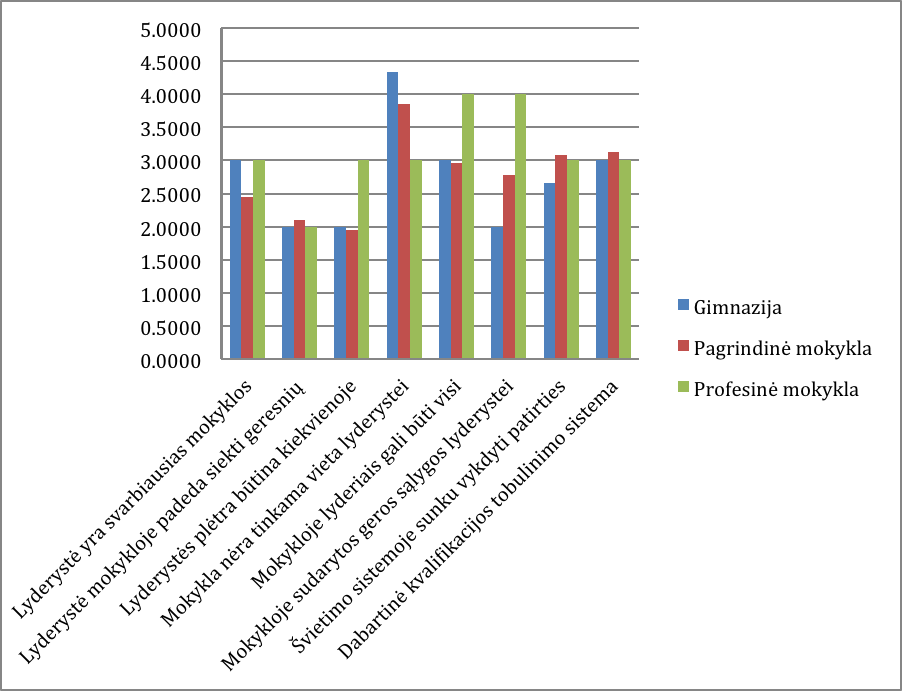 5.0000
4.5000
4.0000
3.5000
3.0000
2.5000
2.0000
1.5000
1.0000
0.5000
0.0000
Lyderystė yra svarbiausias mokyklos
Lyderystė mokykloje padeda siekti geresnių
Lyderystės plėtra būtina kiekvienoje
Mokykla nėra tinkama vieta lyderystei
Mokykloje lyderiais gali būti visi
Mokykloje sudarytos geros sąlygos lyderystei
Švietimo sistemoje sunku vykdyti patirties
Dabartinė kvalifikacijos tobulinimo sistema
Gimnazija
Pagrindinė mokykla
Profesinė mokykla